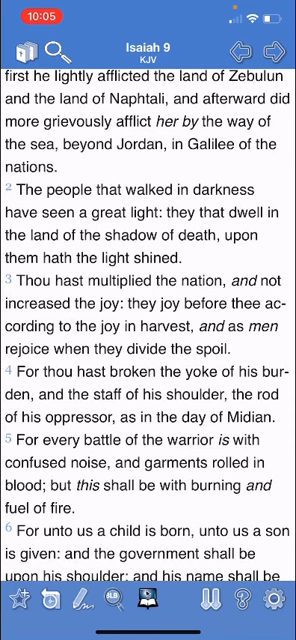 10:05
Isaiah 9
KJV
first he lightly afflicted the land of Zebulun
and the land of Naphtali, and afterward did
more grievously afflict her by the way of
the sea, beyond Jordan, in Galilee of the
nations.
2 The people that walked in darkness
have seen a great light: they that dwell in
the land of the shadow of death, upon
them hath the light shined.
3 Thou hast multiplied the nation, and not
increased the joy: they joy before thee ac-
cording to the joy in harvest, and as men
rejoice when they divide the spoil.
4 For thou hast broken the yoke of his bur-
den, and the staff of his shoulder, the rod
of his oppressor, as in the day of Midian.
5 For every battle of the warrior is with
confused noise, and garments rolled in
blood; but this shall be with burning and
fuel of fire.
6 For unto us a child is born, unto us a son
is given: and the government shall be
upon his shoulder: and his name shall be